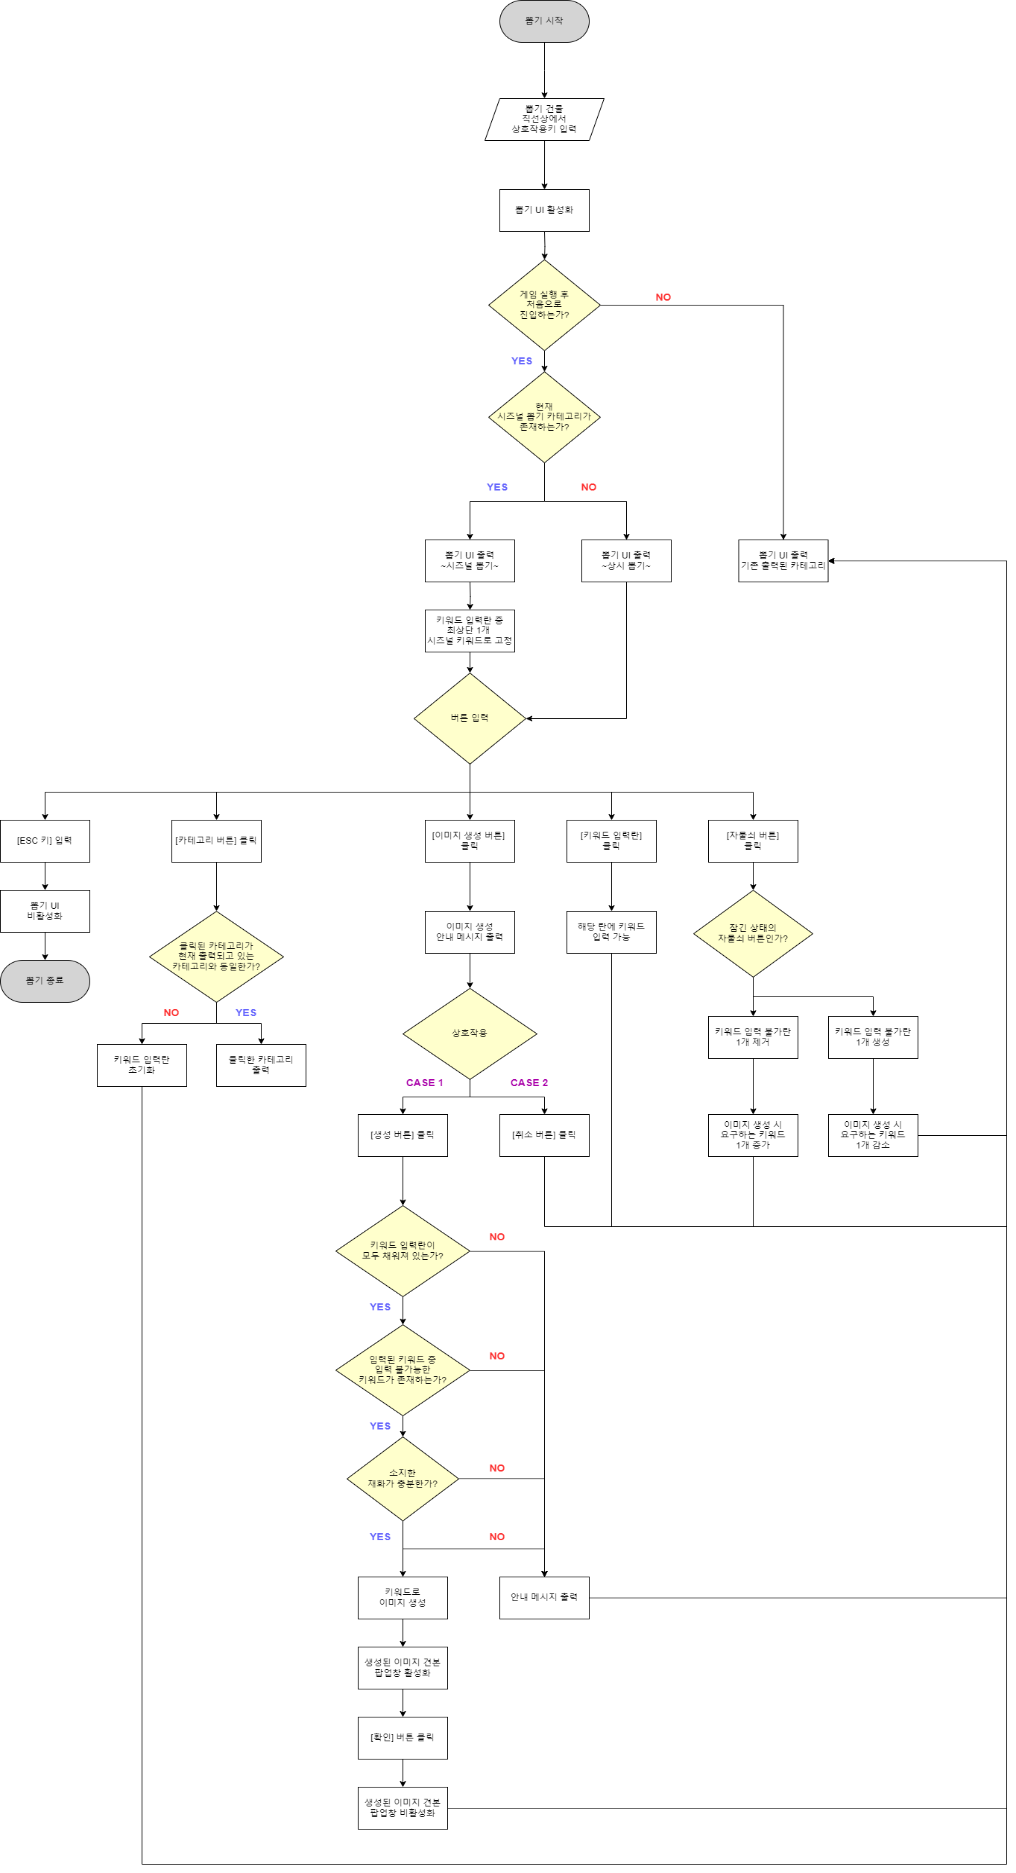 뽑기 시작
뽑기 건물
직선상에서
상호작용키 입력
뽑기 UI 활성화
게임 실행 후
처음으로
진입하는가?
NO
YES
현재
시즈널 뽑기 카테고리가
존재하는가?
YES
NO
뽑기 UI 출력
~시즈널 뽑기~
뽑기 UI 출력
~상시 뽑기~
뽑기 UI 출력
기존 출력된 카테고리
키워드 입력란 중
최상단 1개
시즈널 키워드로 고정
버튼 입력
[ESC 키] 입력
[카테고리 버튼] 클릭
[이미지 생성 버튼]
클릭
[키워드 입력란]
클릭
[자물쇠 버튼]
클릭
뽑기 UI
비활성화
클릭된 카테고리가
현재 출력되고 있는
카테고리와 동일한가?
이미지 생성
안내 메시지 출력
해당 란에 키워드
입력 가능
잠긴 상태의
자물쇠 버튼인가?
뽑기 종료
NO
YES
상호작용
키워드 입력 불가란
1개 제거
키워드 입력 불가란
1개 생성
키워드 입력란
초기화
클릭한 카테고리
출력
CASE 1
CASE 2
[생성 버튼] 클릭
[취소 버튼] 클릭
이미지 생성 시
요구하는 키워드
1개 증가
이미지 생성 시
요구하는 키워드
1개 감소
키워드 입력란이
모두 채워져 있는가?
NO
YES
입력된 키워드 중
입력 불가능한
키워드가 존재하는가?
NO
YES
소지한
재화가 충분한가?
NO
YES
NO
키워드로
이미지 생성
안내 메시지 출력
생성된 이미지 견본
팝업창 활성화
[확인] 버튼 클릭
생성된 이미지 견본
팝업창 비활성화